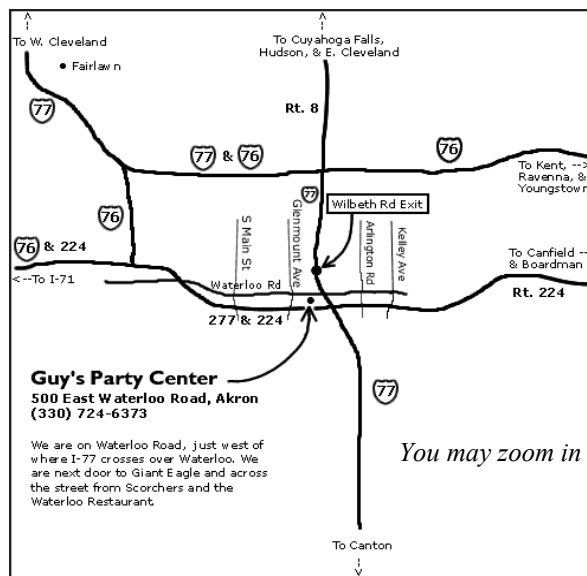 To W. Cleveland
Fairlawn
To Cuyahoga Falls,
Hudson, & E. Cleveland
77
Rt. 8
77 & 76
76
To Kent, -->
Ravenna, &
Youngstown
77
Wilbeth Rd Exit
76
S Main St
Glenmount Ave
Arlington Rd
Kelley Ave
76 & 224
<--To I-71
Waterloo Rd
To Canfield -->
& Boardman
Rt. 224
277 & 224
Guy's Party Center
500 East Waterloo Road, Akron
(330) 724-6373
77
We are on Waterloo Road, just west of
where I-77 crosses over Waterloo. We
are next door to Giant Eagle and across
the street from Scorchers and the
Waterloo Restaurant.
You may zoom in
To Canton